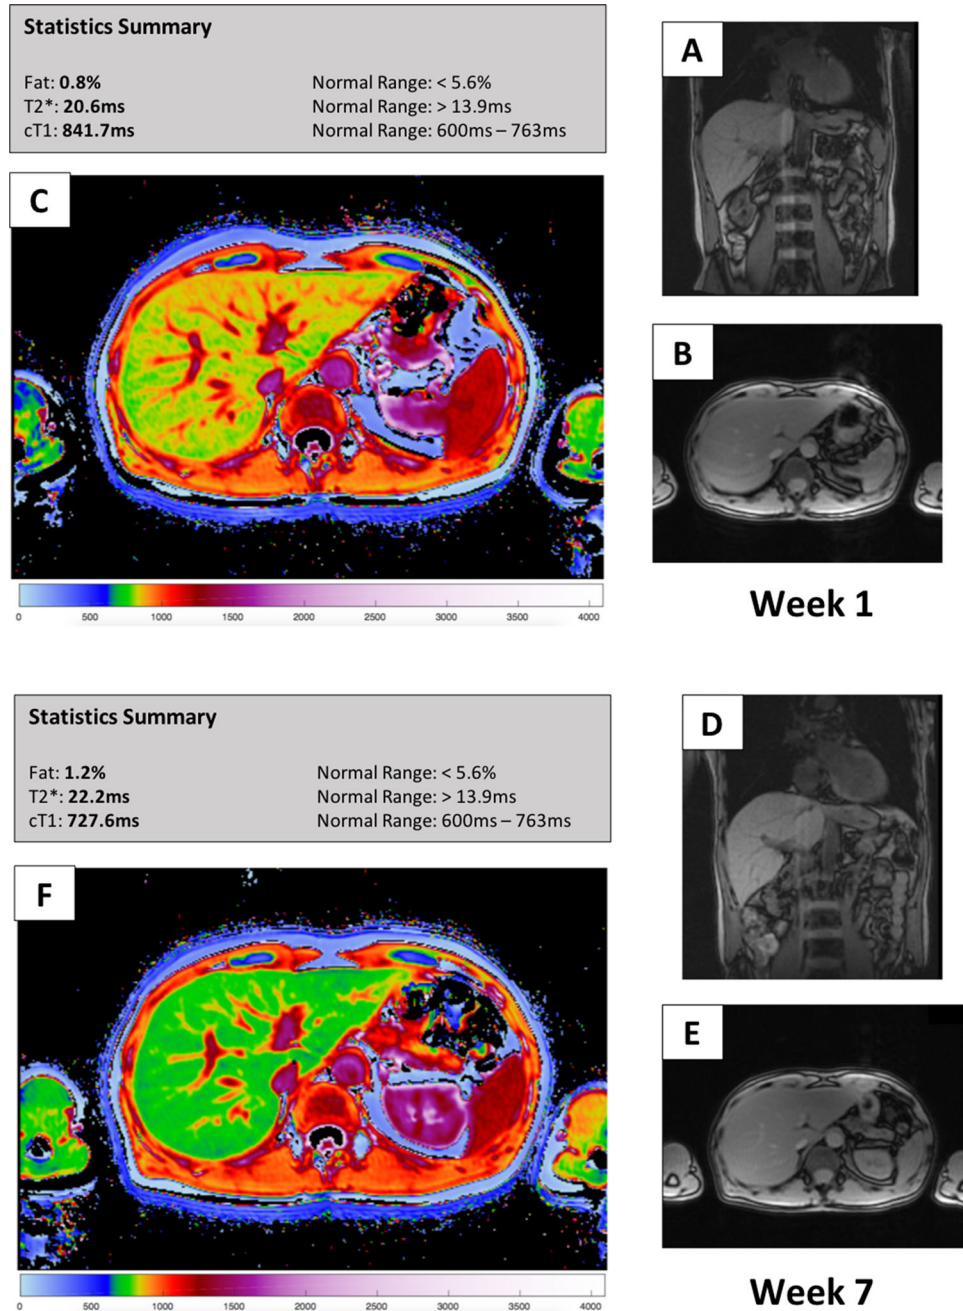 Statistics Summary
Fat: 0.8% Normal Range: < 5.6%
T2*: 20.6ms Normal Range: > 13.9ms
cT1: 841.7ms Normal Range: 600ms – 763ms
A
C
B
0 500 1000 1500 2000 2500 3000 3500 4000
Week 1
Statistics Summary
Fat: 1.2% Normal Range: < 5.6%
T2*: 22.2ms Normal Range: > 13.9ms
cT1: 727.6ms Normal Range: 600ms – 763ms
D
F
E
0 500 1000 1500 2000 2500 3000 3500 4000
Week 7